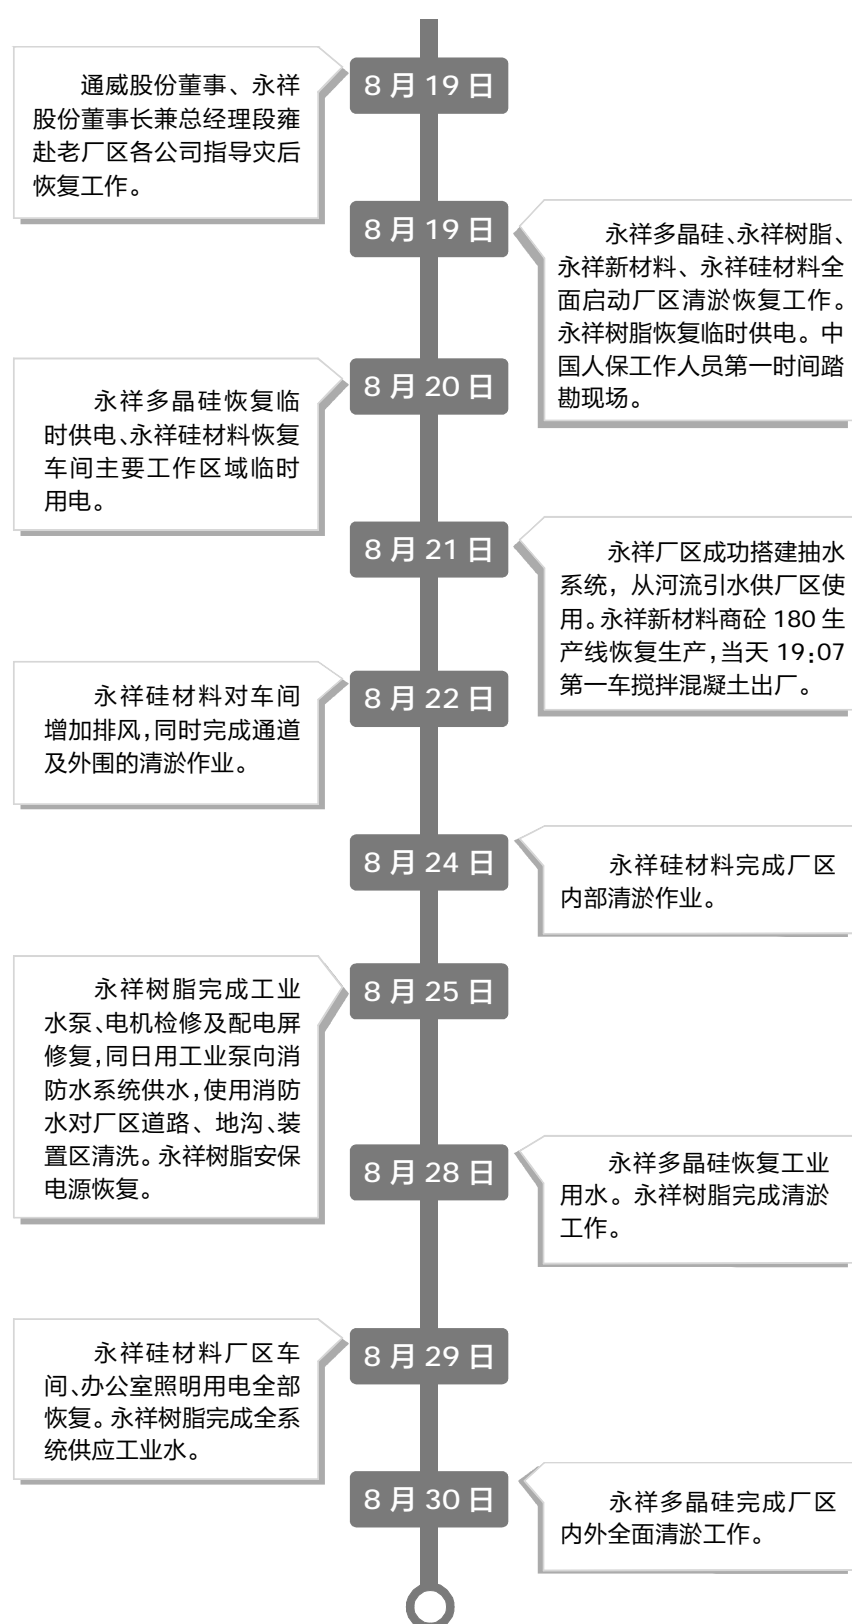 8月19日
通威股份董事、永祥
股份董事长兼总经理段雍
赴老厂区各公司指导灾后
恢复工作。
8月19日
永祥多晶硅、永祥树脂、
永祥新材料、永祥硅材料全
面启动厂区清淤恢复工作。
永祥树脂恢复临时供电。中
国人保工作人员第一时间踏
勘现场。
8月20日
永祥多晶硅恢复临
时供电、永祥硅材料恢复
车间主要工作区域临时
用电。
8月21日
永祥厂区成功搭建抽水
系统，从河流引水供厂区使
用。永祥新材料商砼 180 生
产线恢复生产，当天 19:07
第一车搅拌混凝土出厂。
8月22日
永祥硅材料对车间
增加排风，同时完成通道
及外围的清淤作业。
8月24日
永祥硅材料完成厂区
内部清淤作业。
8月25日
永祥树脂完成工业
水泵、电机检修及配电屏
修复，同日用工业泵向消
防水系统供水，使用消防
水对厂区道路、地沟、装
置区清洗。永祥树脂安保
电源恢复。
8月28日
永祥多晶硅恢复工业
用水。永祥树脂完成清淤
工作。
8月29日
永祥硅材料厂区车
间、办公室照明用电全部
恢复。永祥树脂完成全系
统供应工业水。
8月30日
永祥多晶硅完成厂区
内外全面清淤工作。